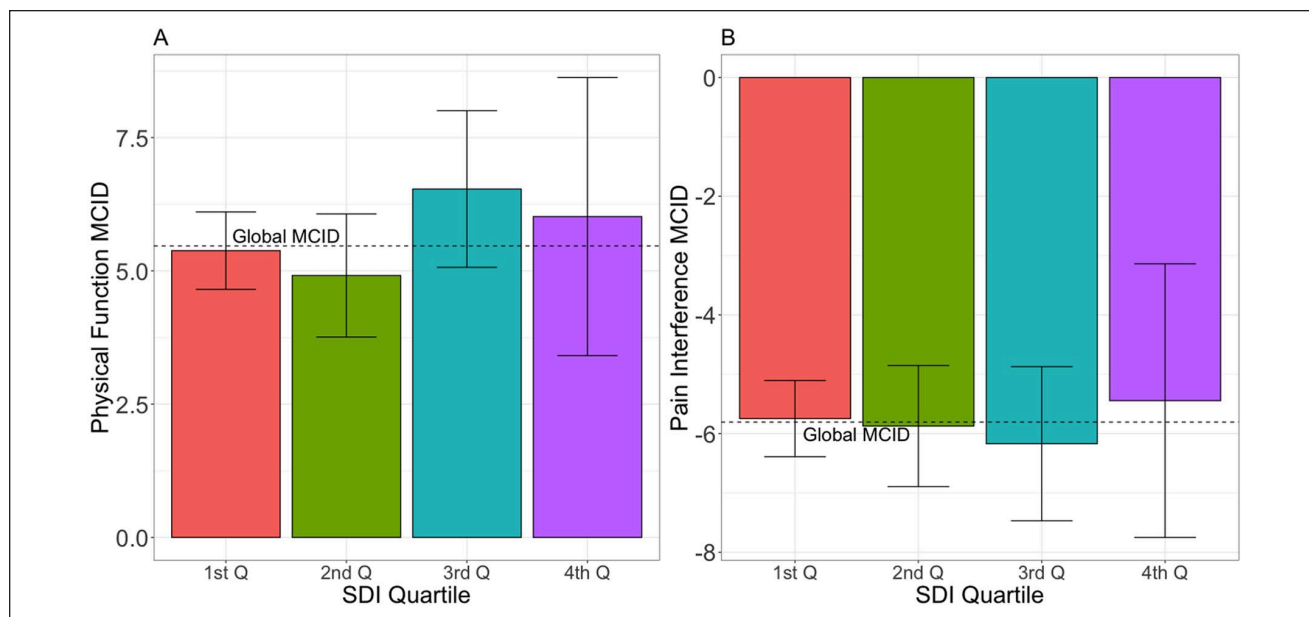 A
Physical Function MCID
7.5
5.0
2.5
0.0
Global MCID
1st Q 2nd Q 3rd Q 4th Q
SDI Quartile
B
Pain Interference MCID
0
-2
-4
-6
-8
Global MCID
1st Q 2nd Q 3rd Q 4th Q
SDI Quartile